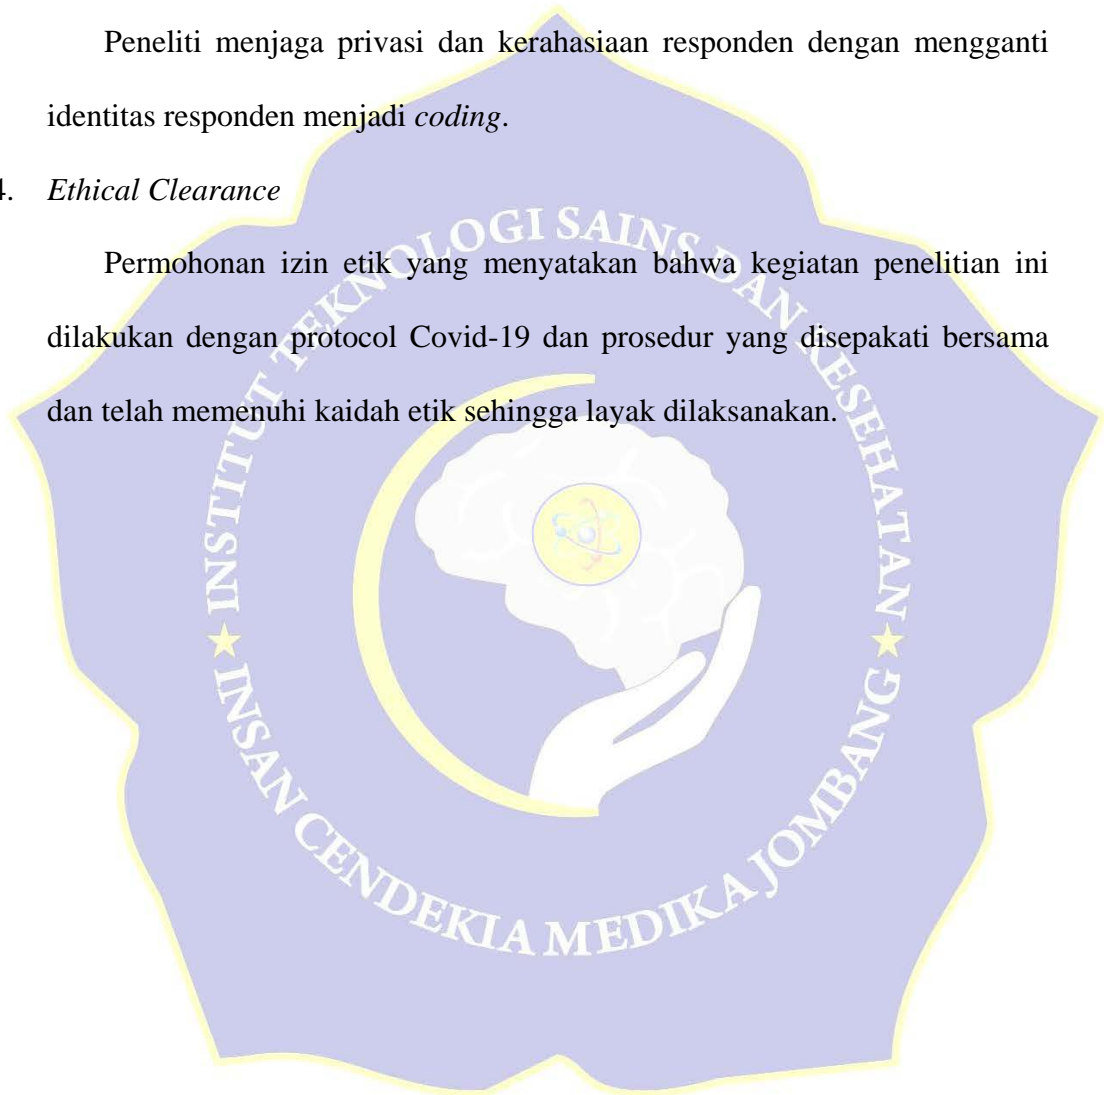 Peneliti menjaga privasi dan kerahasiaan responden dengan mengganti
identitas responden menjadi coding.
4. Ethical Clearance
Permohonan izin etik yang menyatakan bahwa kegiatan penelitian ini
dilakukan dengan protocol Covid-19 dan prosedur yang disepakati bersama
dan telah memenuhi kaidah etik sehingga layak dilaksanakan.
INSTITUT TEKNOLOGI SAINS DAN KESEHATAN
INSAN CENDEKIA MEDIKA JOMBANG